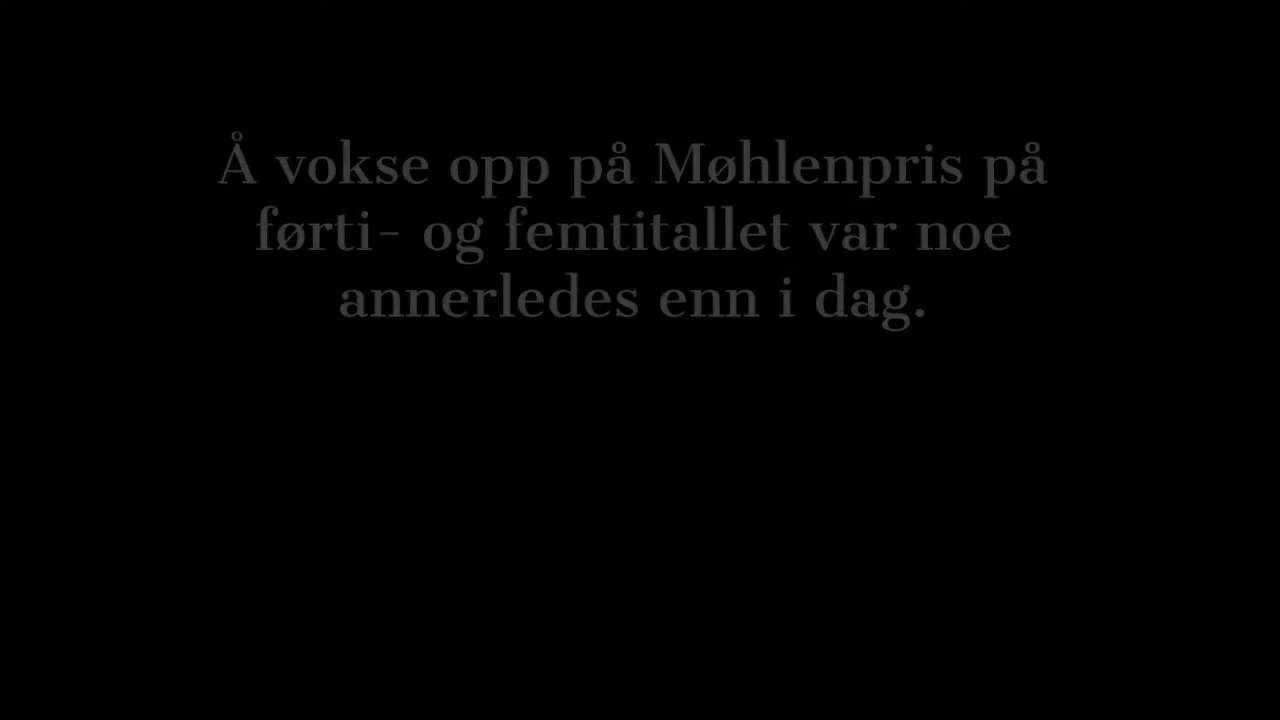 Å vokse opp på Møhlenpris på
førti- og femtitallet var noe
annerledes enn i dag.